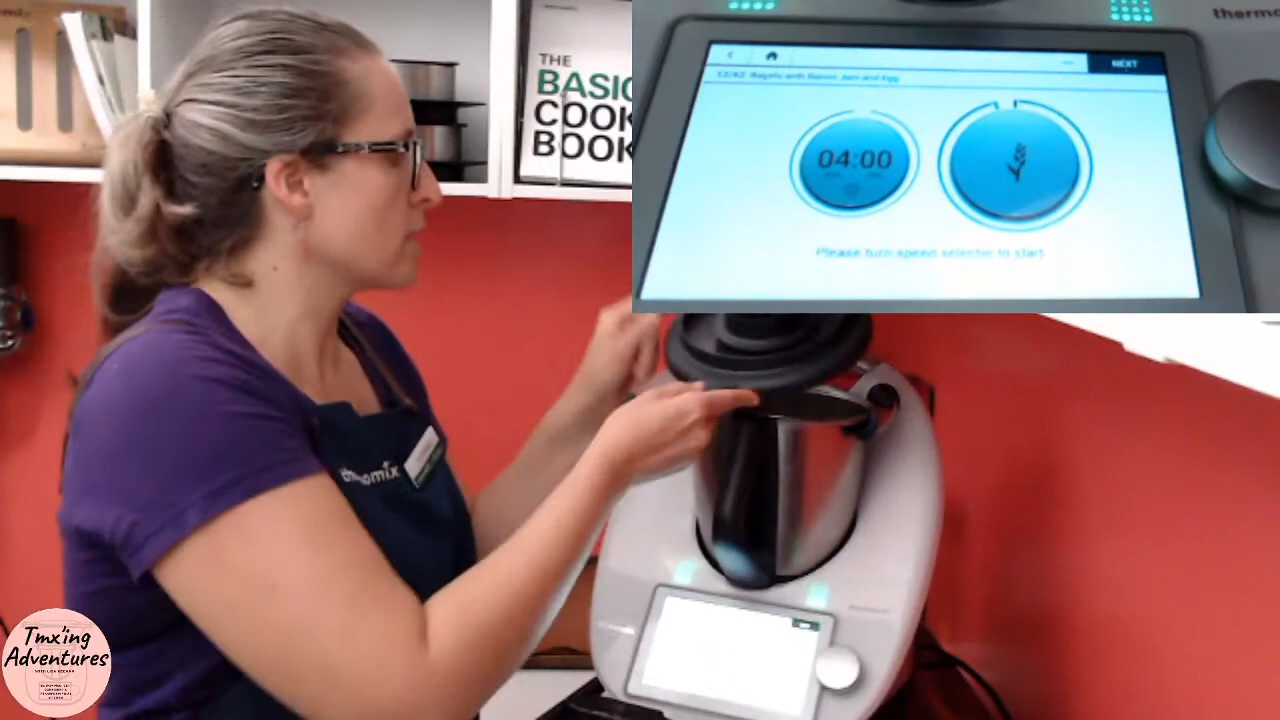 THE
BASIC
COOK
BOOK
thermo
NEXT
Bagels with Bacon Jam and Egg
04:00
Please turn speed selector to start
thermomix
Tmx'ing
Adventures